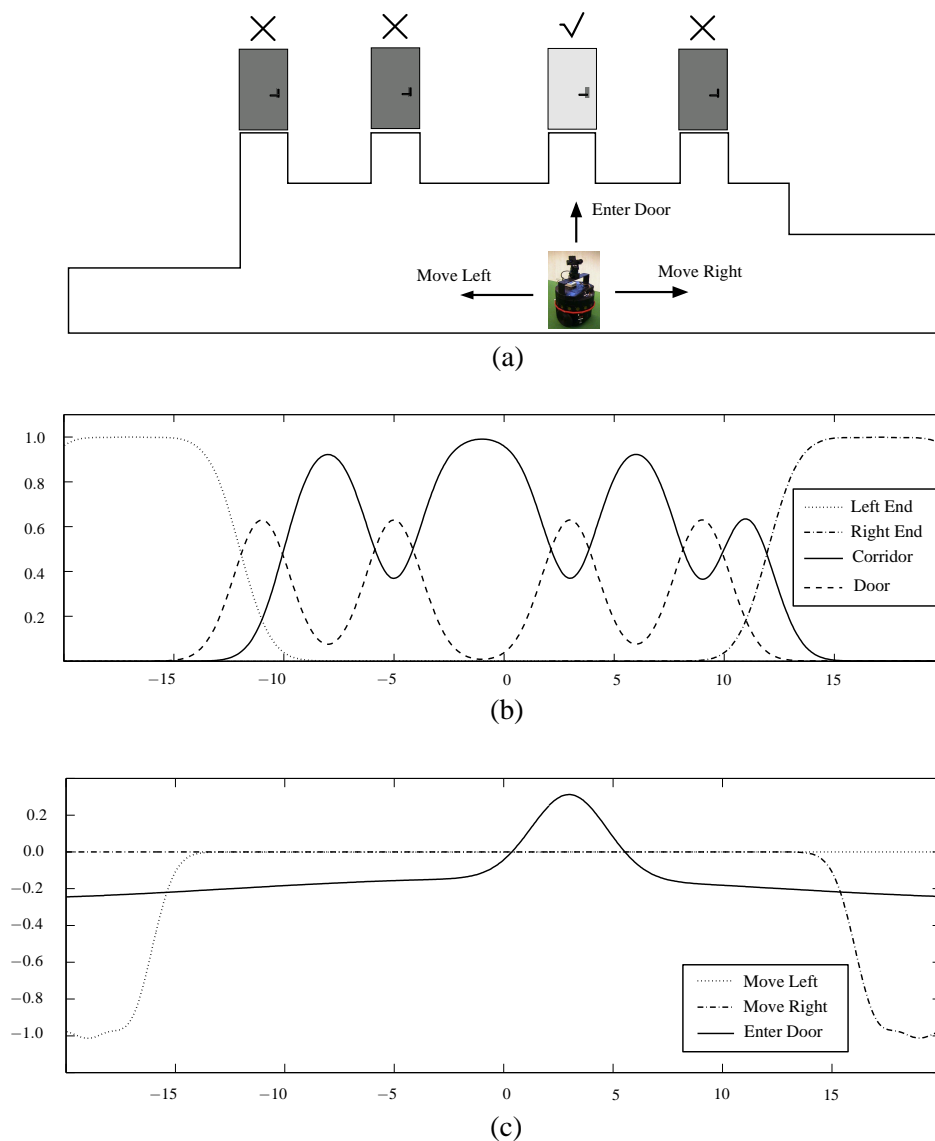 Enter Door
Move Left
Move Right
(a)
1.0
0.8
0.6
0.4
0.2
Left End
Right End
Corridor
Door
−15 −10 −5 0 5 10 15
(b)
0.2
0.0
−0.2
−0.4
−0.6
−0.8
−1.0
Move Left
Move Right
Enter Door
−15 −10 −5 0 5 10 15
(c)